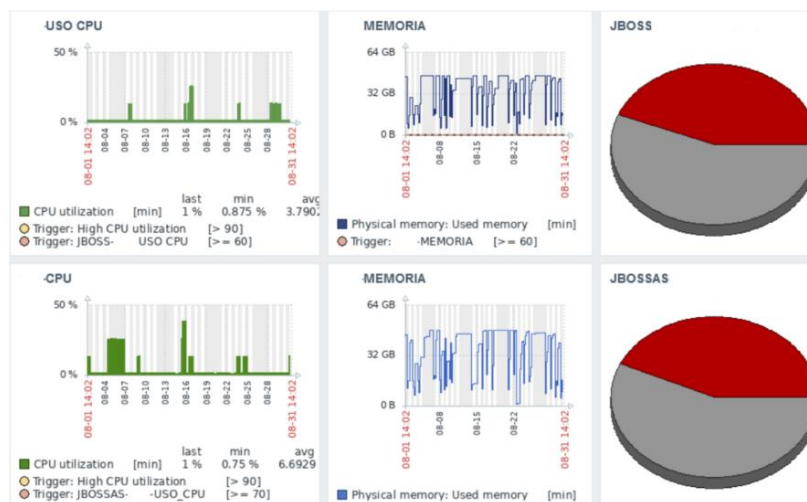 -USO CPU
50 %
0 %
08-01 14:02
08-04
08-07
08-10
08-13
08-16
08-19
08-22
08-25
08-28
08-31 14:02
last min avg
CPU utilization [min] 1 % 0.875 % 3.7902
Trigger: High CPU utilization [> 90]
Trigger: JBOSS- USO CPU [>= 60]
MEMORIA
64 GB
32 GB
0 B
08-01 14:02
08-08
08-15
08-22
08-31 14:02
Physical memory: Used memory [min]
Trigger: -MEMORIA [>= 60]
JBOSS
-CPU
50 %
0 %
08-01 14:02
08-04
08-07
08-10
08-13
08-16
08-19
08-22
08-25
08-28
08-31 14:02
last min avg
CPU utilization [min] 1 % 0.75 % 6.6929
Trigger: High CPU utilization [> 90]
Trigger: JBOSSAS- -USO_CPU [>= 70]
MEMORIA
64 GB
32 GB
0 B
08-01 14:02
08-08
08-15
08-22
08-31 14:02
Physical memory: Used memory [min]
JBOSSAS